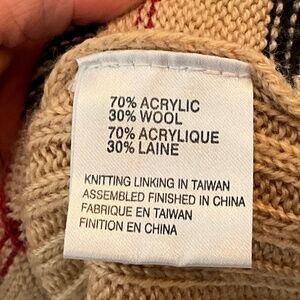 70% ACRYLIC
30% WOOL
70% ACRYLIQUE
30% LAINE
KNITTING LINKING IN TAIWAN
ASSEMBLED FINISHED IN CHINA
FABRIQUE EN TAIWAN
FINITION EN CHINA